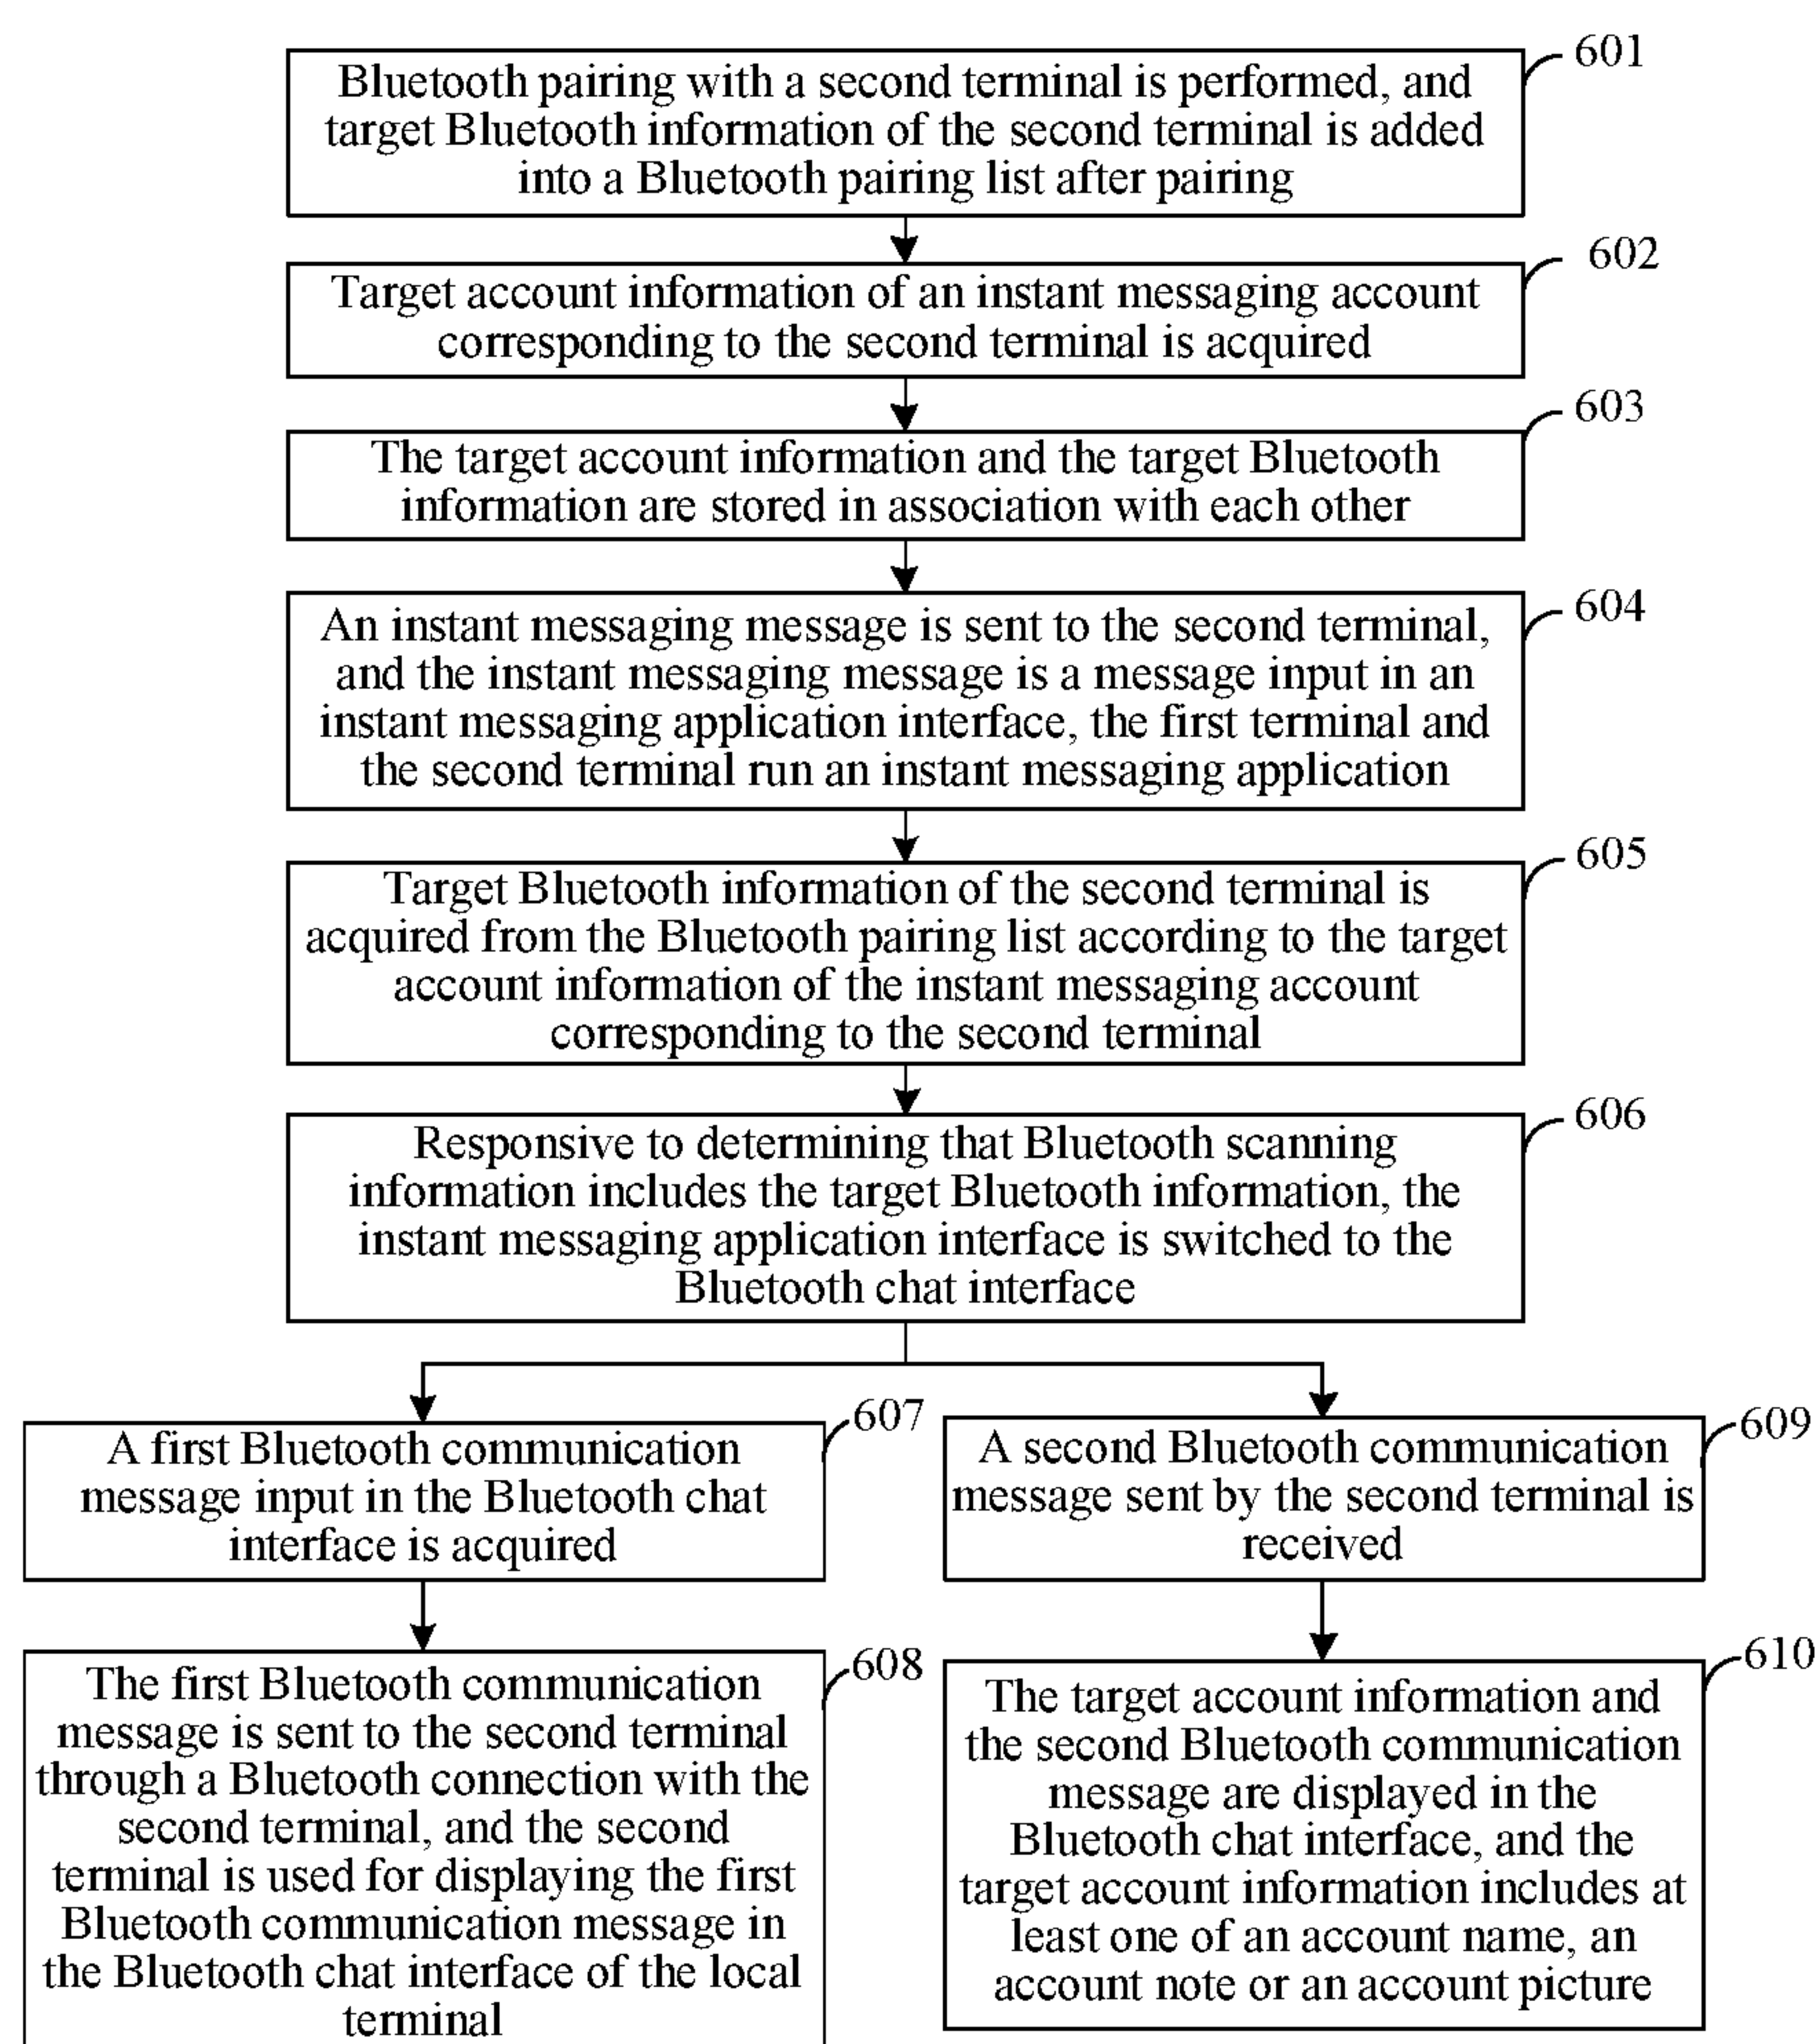 601
Bluetooth pairing with a second terminal is performed, and
target Bluetooth information of the second terminal is added
into a Bluetooth pairing list after pairing
602
Target account information of an instant messaging account
corresponding to the second terminal is acquired
603
The target account information and the target Bluetooth
information are stored in association with each other
604
An instant messaging message is sent to the second terminal,
and the instant messaging message is a message input in an
instant messaging application interface, the first terminal and
the second terminal run an instant messaging application
605
Target Bluetooth information of the second terminal is
acquired from the Bluetooth pairing list according to the target
account information of the instant messaging account
corresponding to the second terminal
606
Responsive to determining that Bluetooth scanning
information includes the target Bluetooth information, the
instant messaging application interface is switched to the
Bluetooth chat interface
607
A first Bluetooth communication
message input in the Bluetooth chat
interface is acquired
608
The first Bluetooth communication
message is sent to the second terminal
through a Bluetooth connection with the
second terminal, and the second
terminal is used for displaying the first
Bluetooth communication message in
the Bluetooth chat interface of the local
terminal
609
A second Bluetooth communication
message sent by the second terminal is
received
610
The target account information and
the second Bluetooth communication
message are displayed in the
Bluetooth chat interface, and the
target account information includes at
least one of an account name, an
account note or an account picture